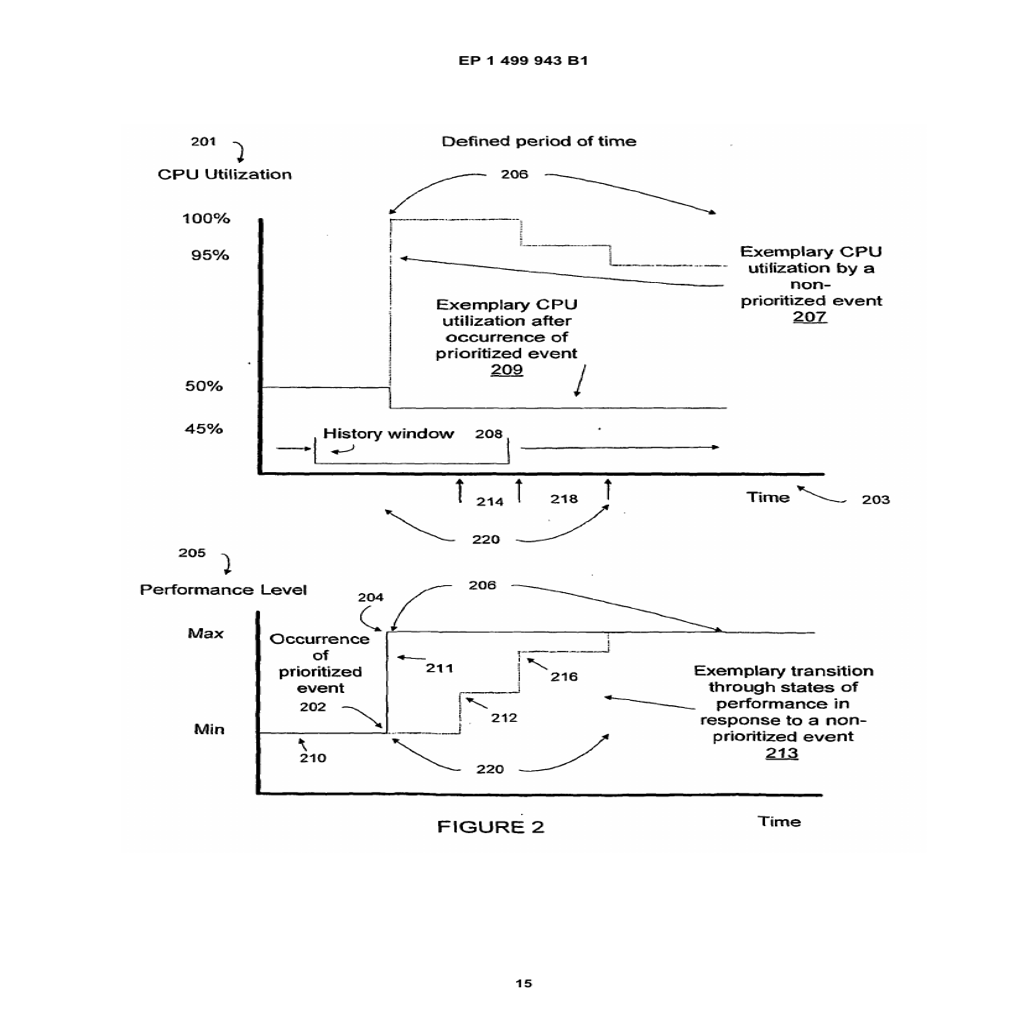 EP 1 499 943 B1
201
Defined period of time
CPU Utilization
206
100%
95%
Exemplary CPU
utilization by a
non-
prioritized event
207
Exemplary CPU
utilization after
occurrence of
prioritized event
209
50%
45%
History window 208
214
218
Time
203
220
205
Performance Level
204
206
Max
Occurrence
of
prioritized
event
202
211
216
212
Exemplary transition
through states of
performance in
response to a non-
prioritized event
213
Min
210
220
FIGURE 2
Time
15